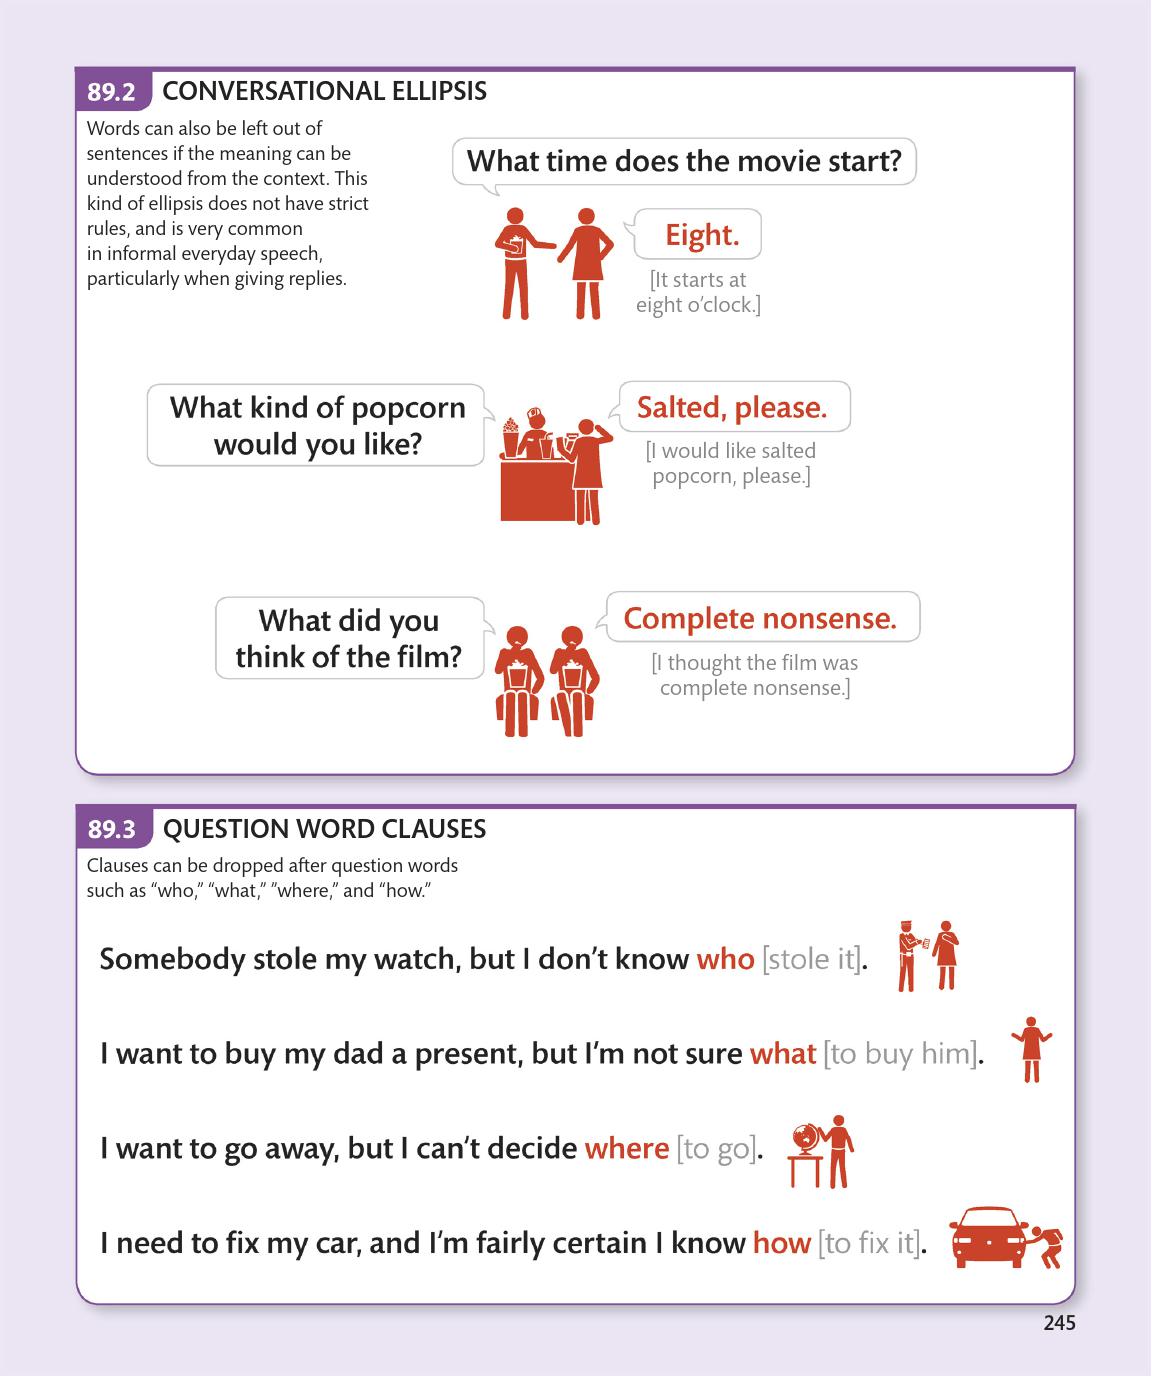 89.2 CONVERSATIONAL ELLIPSIS
Words can also be left out of
sentences if the meaning can be
understood from the context. This
kind of ellipsis does not have strict
rules, and is very common
in informal everyday speech,
particularly when giving replies.
What time does the movie start?
Eight.
[It starts at
eight o’clock.]
What kind of popcorn
would you like?
Salted, please.
[I would like salted
popcorn, please.]
What did you
think of the film?
Complete nonsense.
[I thought the film was
complete nonsense.]
89.3 QUESTION WORD CLAUSES
Clauses can be dropped after question words
such as “who,” “what,” ”where,” and “how.”
Somebody stole my watch, but I don’t know who [stole it].
I want to buy my dad a present, but I’m not sure what [to buy him].
I want to go away, but I can’t decide where [to go].
I need to fix my car, and I’m fairly certain I know how [to fix it].
245